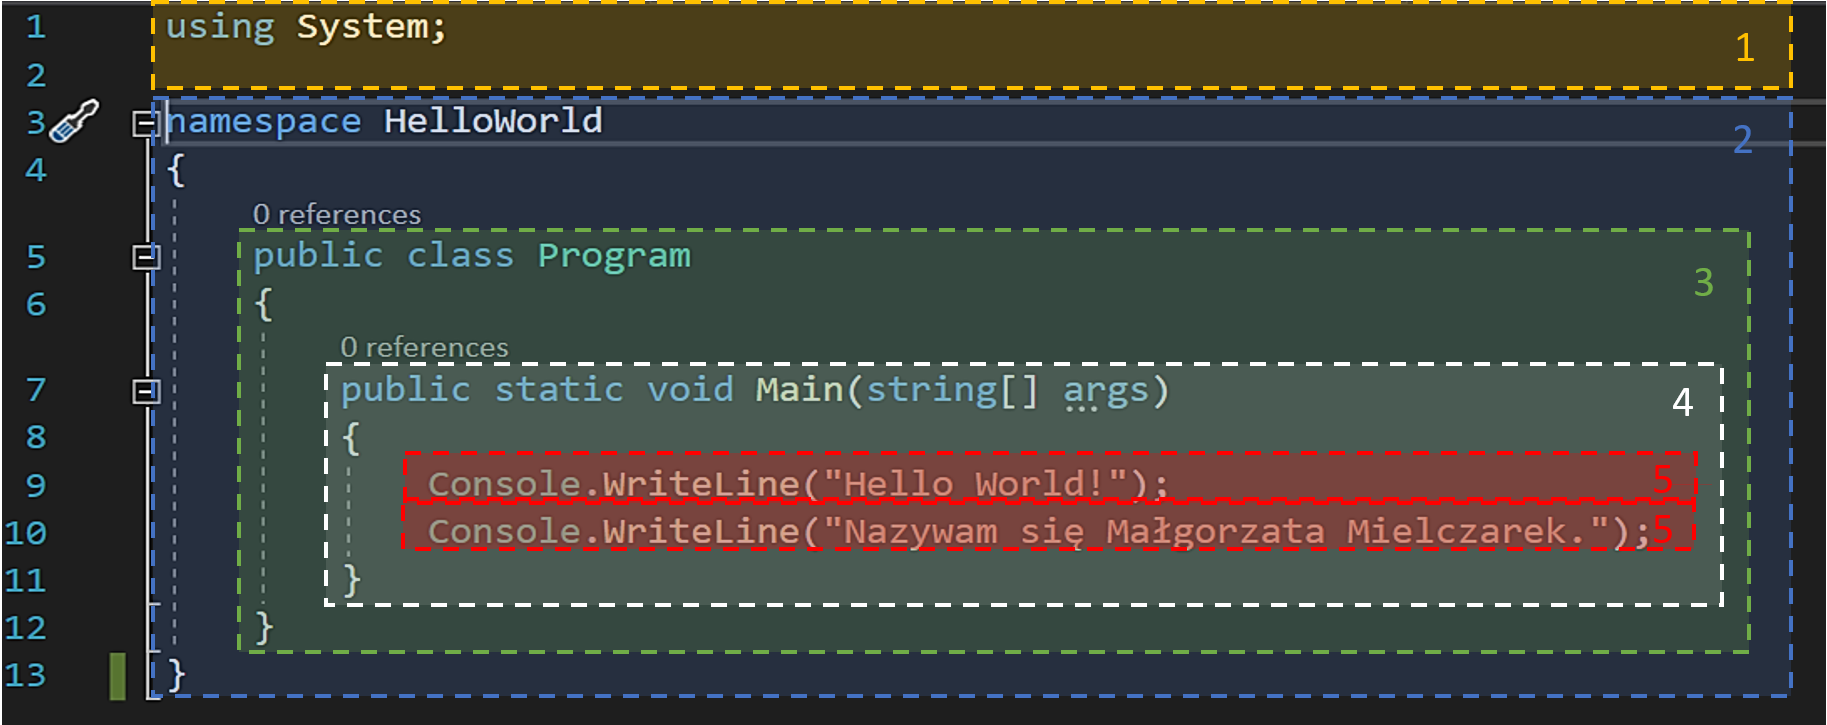 1 using System; 1
2
3 namespace HelloWorld 2
4 {
0 references
5 public class Program 3
6 {
0 references
7 public static void Main(string[] args) 4
8 {
9 Console.WriteLine("Hello World!"); 5
10 Console.WriteLine("Nazywam się Małgorzata Mielczarek."); 5
11 }
12 }
13 }